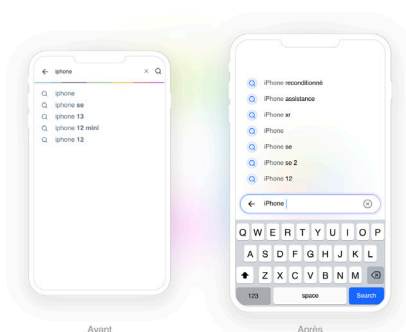 iphone
iphone
iphone se
iphone 13
iphone 12 mini
iphone 12
Avant
iPhone reconditionné
iPhone assistance
iPhone xr
iPhone
iPhone se
iPhone se 2
iPhone 12
iPhone
Q W E R T Y U I O P
A S D F G H J K L
Z X C V B N M
123 space Search
Après